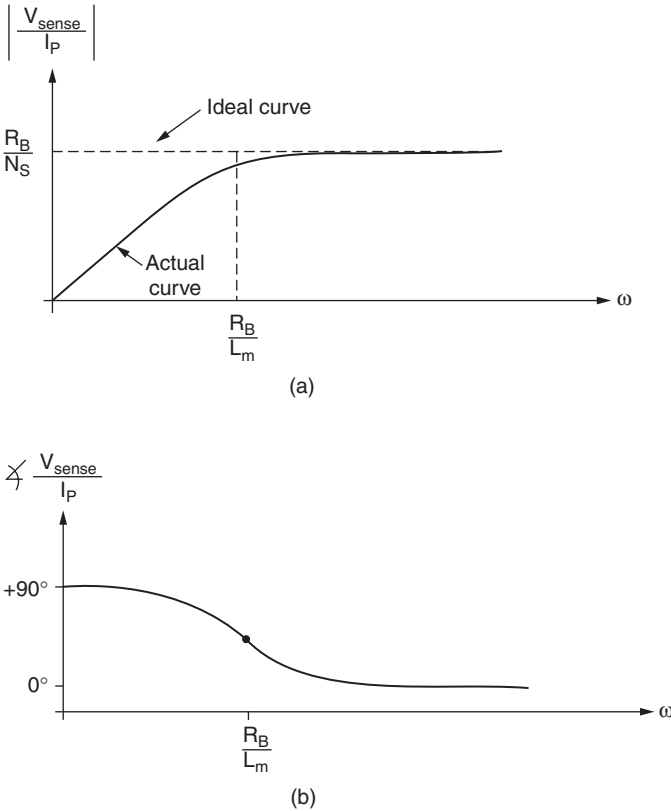 V_sense
I_P
Ideal curve
R_B
N_S
Actual
curve
ω
R_B
L_m
(a)
∡ V_sense
I_P
+90°
0°
ω
R_B
L_m
(b)